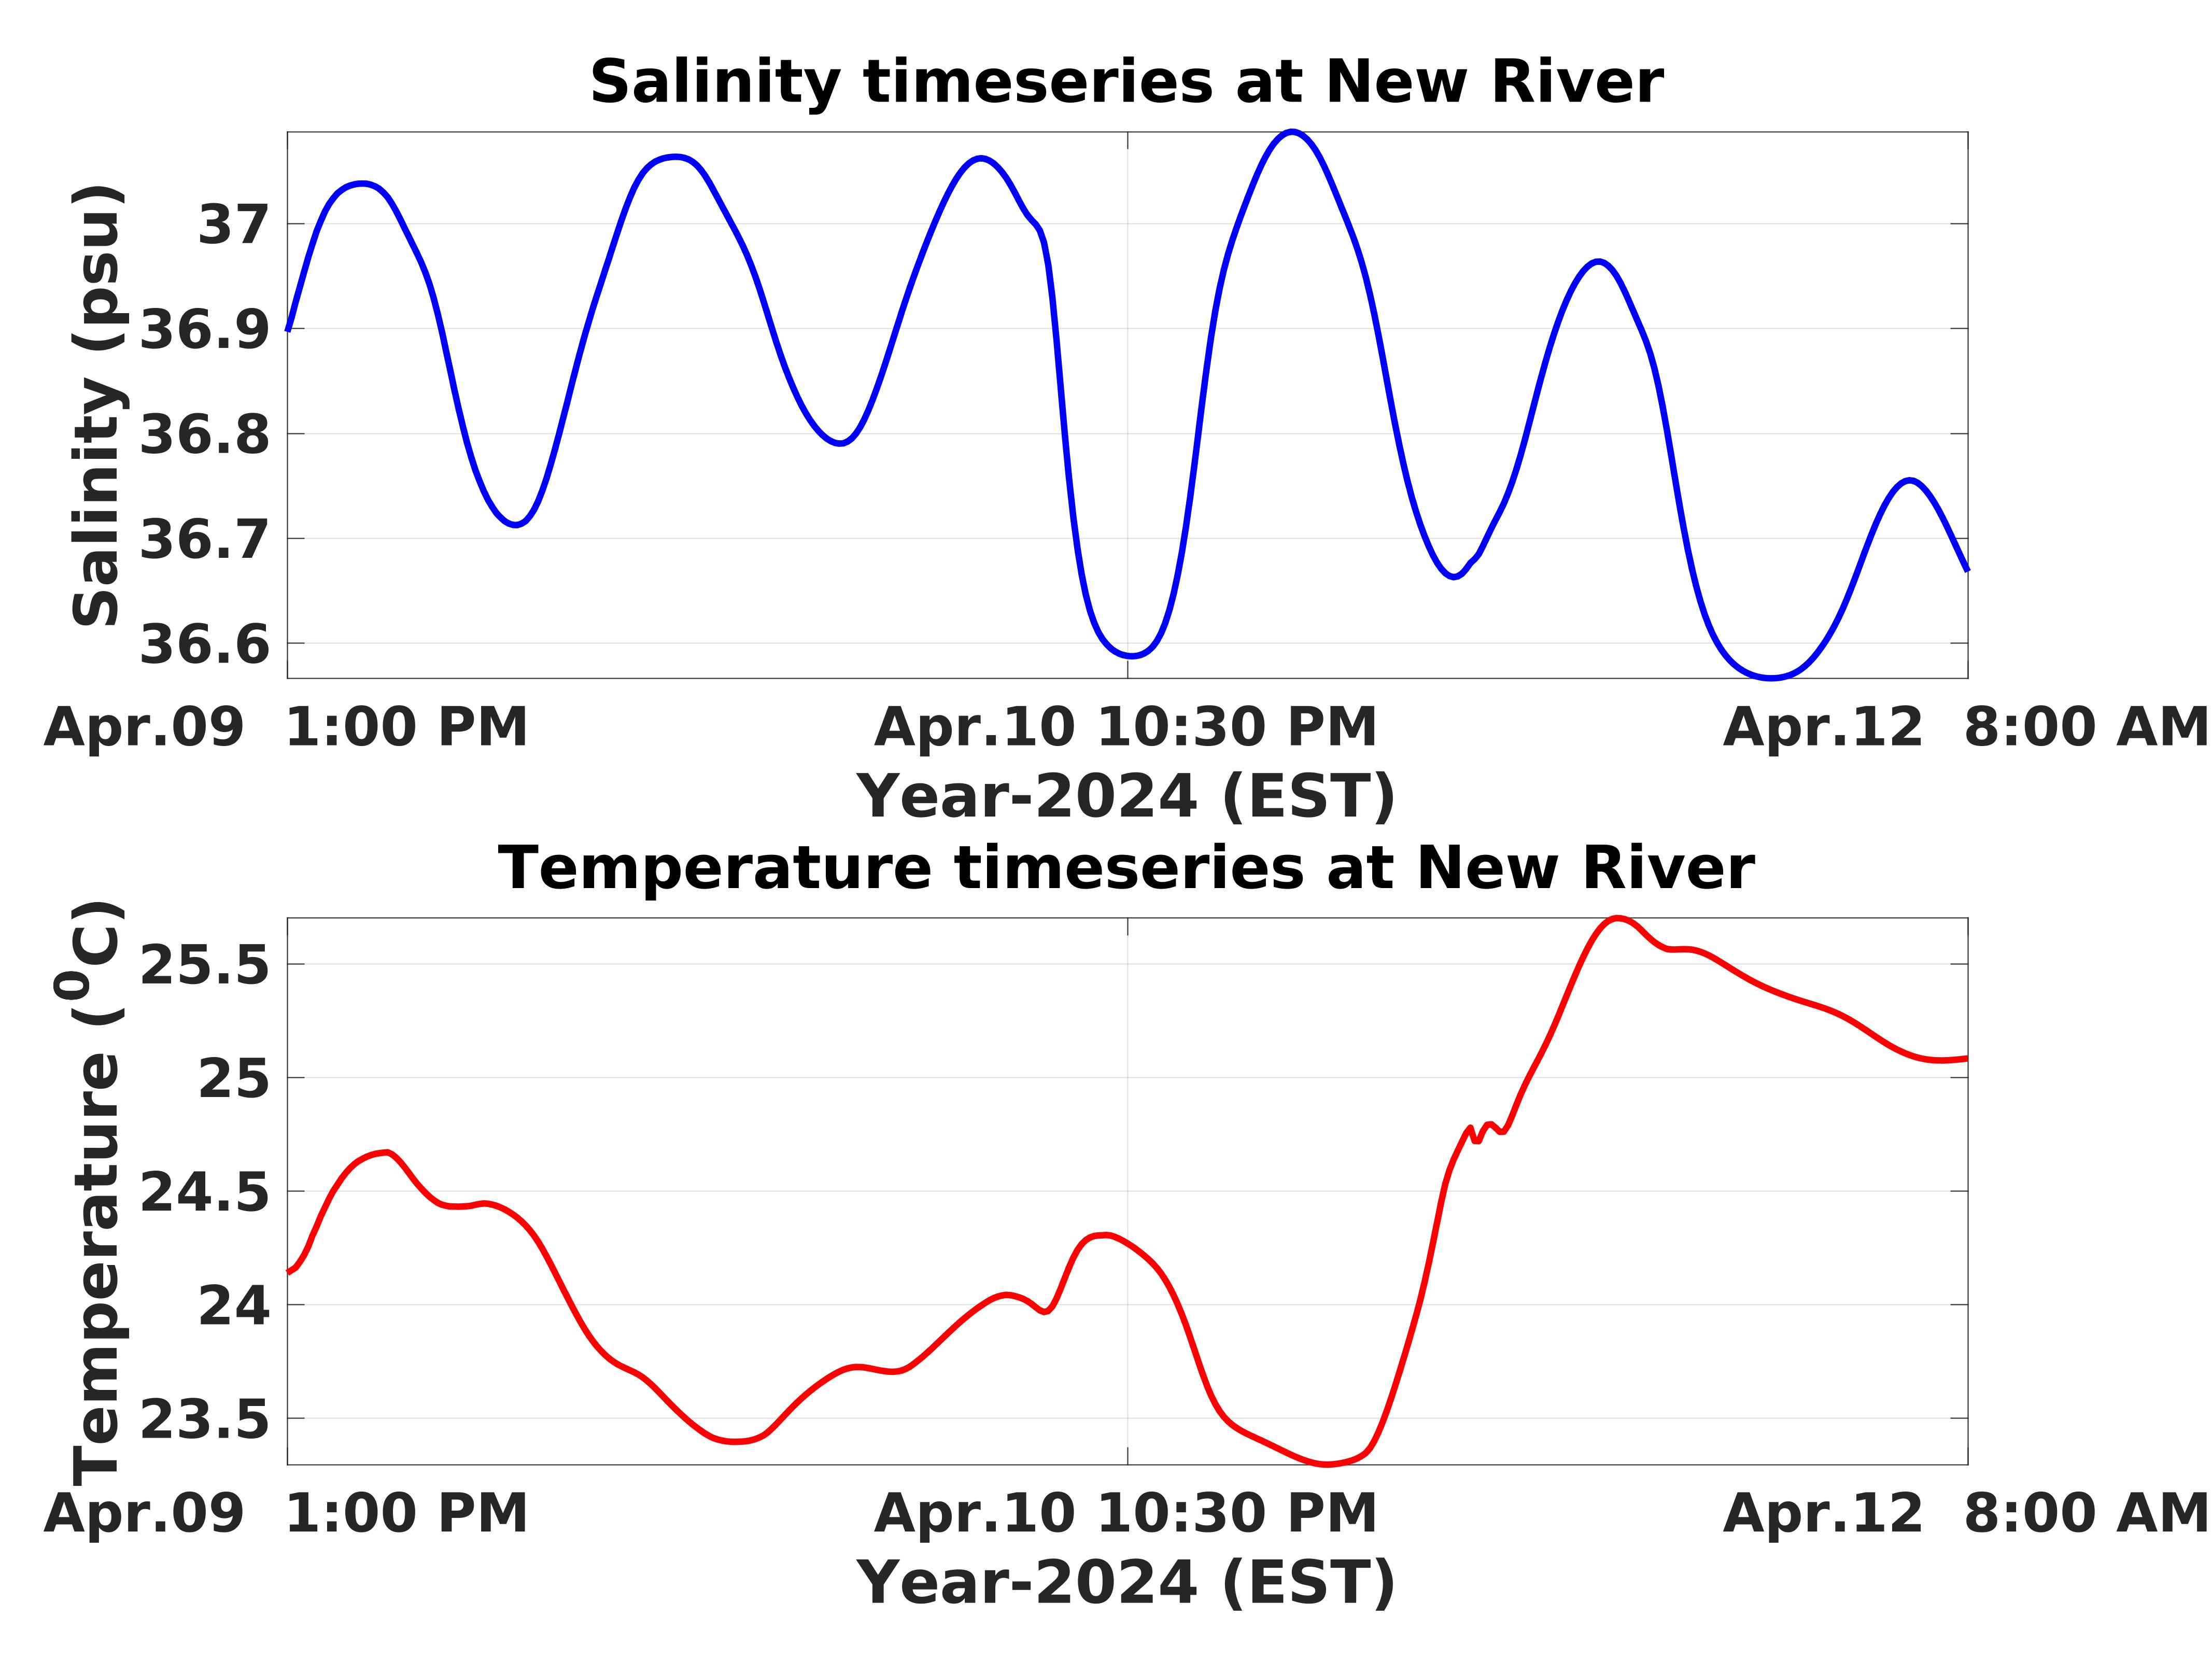 Salinity timeseries at New River
Salinity (psu)
37
36.9
36.8
36.7
36.6
Apr.09  1:00 PM
Apr.10 10:30 PM
Apr.12  8:00 AM
Year-2024 (EST)
Temperature timeseries at New River
Temperature (⁰C)
25.5
25
24.5
24
23.5
Apr.09  1:00 PM
Apr.10 10:30 PM
Apr.12  8:00 AM
Year-2024 (EST)